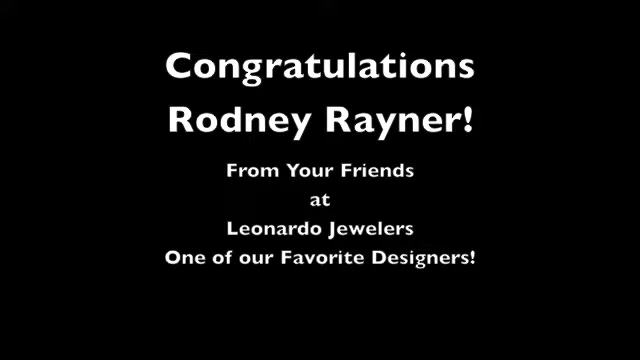 Congratulations
Rodney Rayner!
From Your Friends
at
Leonardo Jewelers
One of our Favorite Designers!